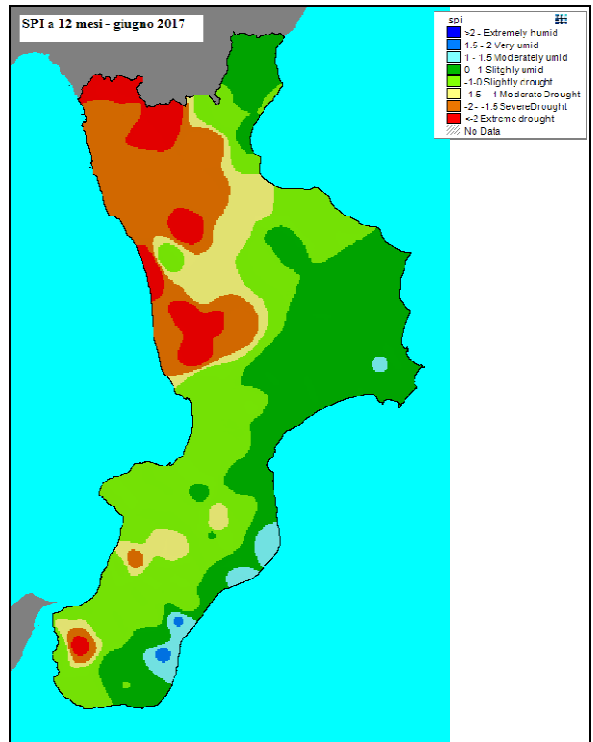 SPI a 12 mesi - giugno 2017
spi
>2 - Extremely humid
1.5 - 2 Very umid
1 - 1.5 Moderately umid
0 - 1 Slitghly umid
-1-0 Slightly drought
-1.5 - -1 Moderato Drought
-2 - -1.5 Severe Drought
<-2 Extreme drought
No Data